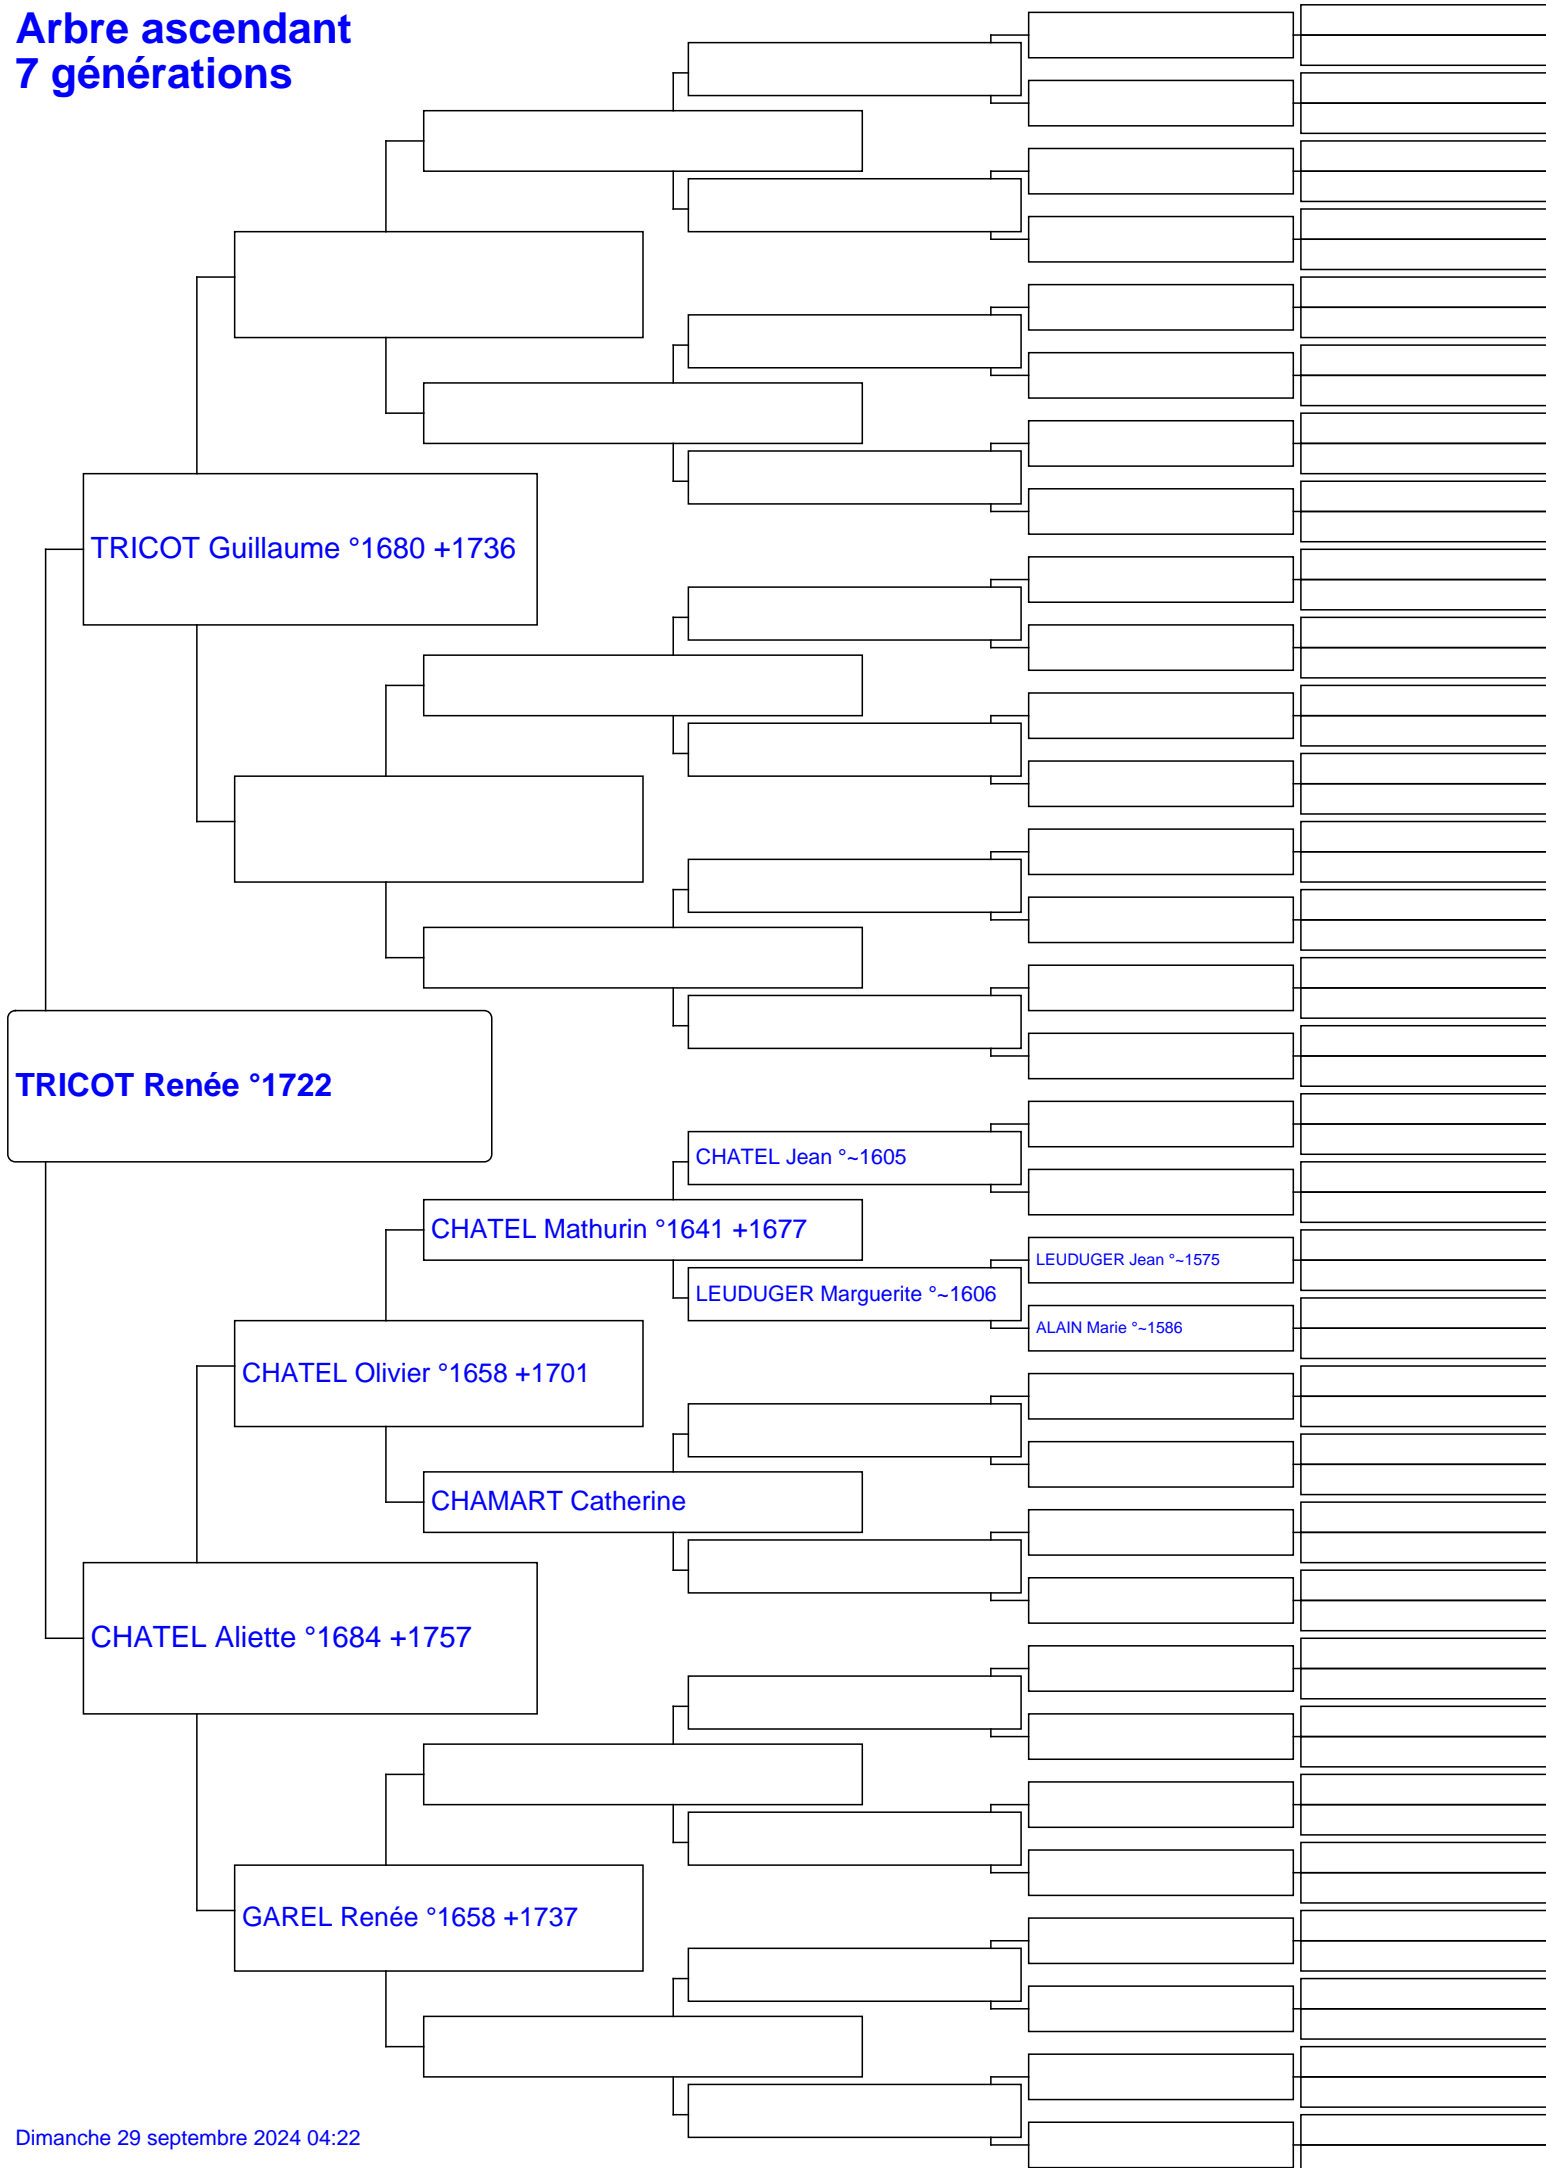 Arbre ascendant
7 générations
TRICOT Guillaume °1680 +1736
TRICOT Renée °1722
CHATEL Jean °~1605
CHATEL Mathurin °1641 +1677
LEUDUGER Jean °~1575
LEUDUGER Marguerite °~1606
ALAIN Marie °~1586
CHATEL Olivier °1658 +1701
CHAMART Catherine
CHATEL Aliette °1684 +1757
GAREL Renée °1658 +1737
Dimanche 29 septembre 2024 04:22